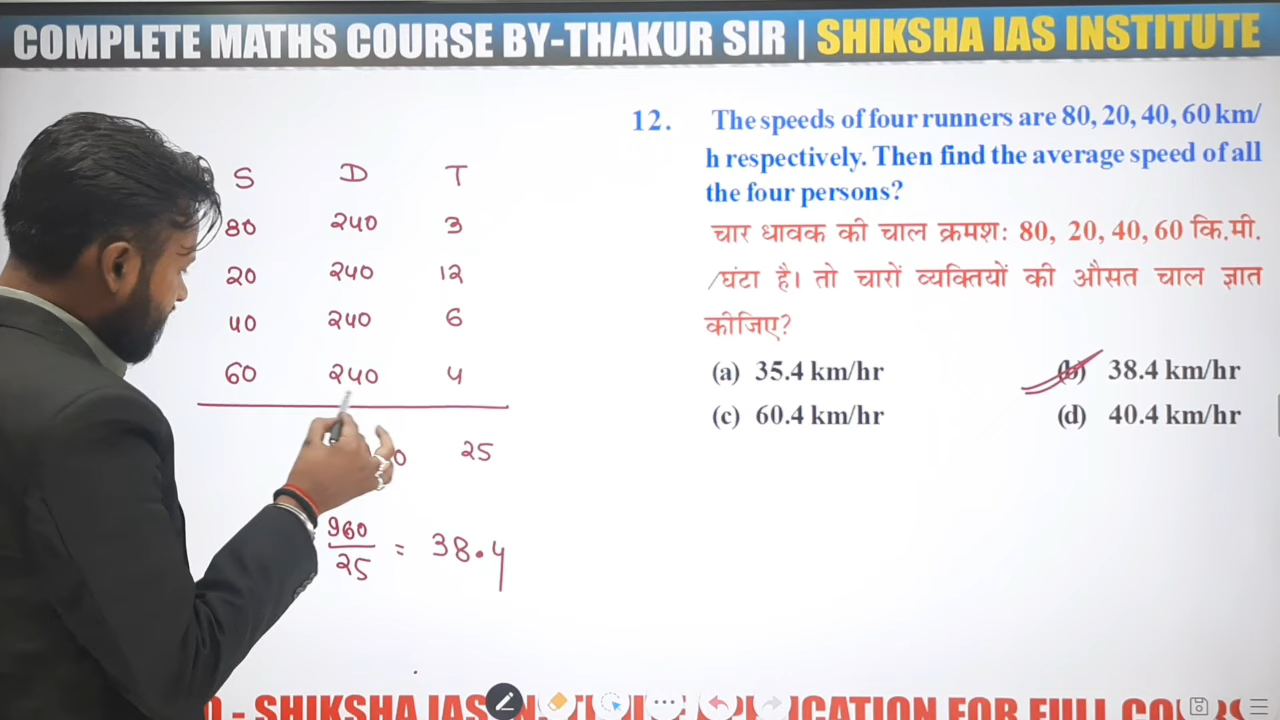 COMPLETE MATHS COURSE BY-THAKUR SIR | SHIKSHA IAS INSTITUTE
12. The speeds of four runners are 80, 20, 40, 60 km/
h respectively. Then find the average speed of all
the four persons?
चार धावक की चाल क्रमश: 80, 20, 40, 60 कि.मी.
/घंटा है। तो चारों व्यक्तियों की औसत चाल ज्ञात
कीजिए?
(a) 35.4 km/hr (b) 38.4 km/hr
(c) 60.4 km/hr (d) 40.4 km/hr
S D T
80 240 3
20 240 12
40 240 6
60 240 4
0 25
960
25 = 38.4
- SHIKSHA IAS FOR FULL